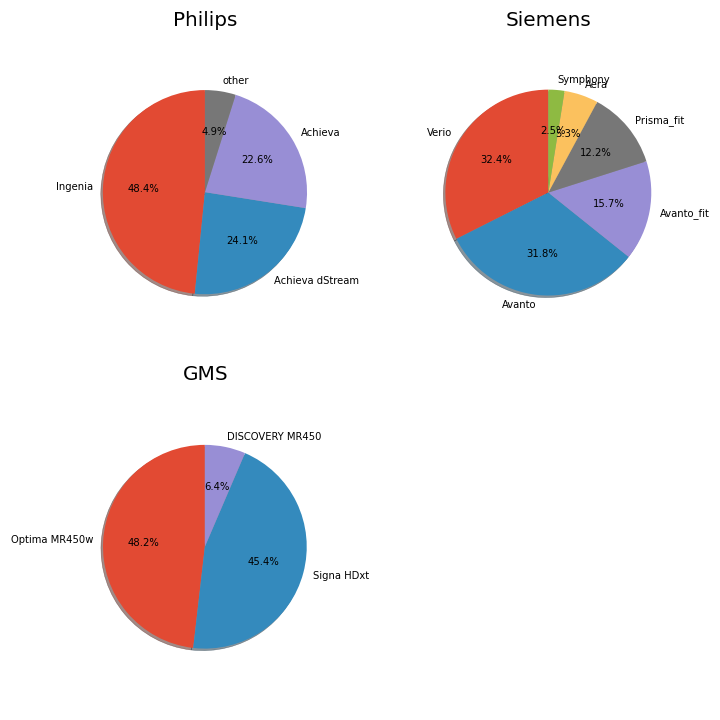 Philips
other
4.9%
Achieva
22.6%
Ingenia
48.4%
24.1%
Achieva dStream
Siemens
Symphony
Aera
2.5%
5.3%
Prisma_fit
12.2%
Verio
32.4%
15.7%
Avanto_fit
31.8%
Avanto
GMS
DISCOVERY MR450
6.4%
Optima MR450w
48.2%
45.4%
Signa HDxt